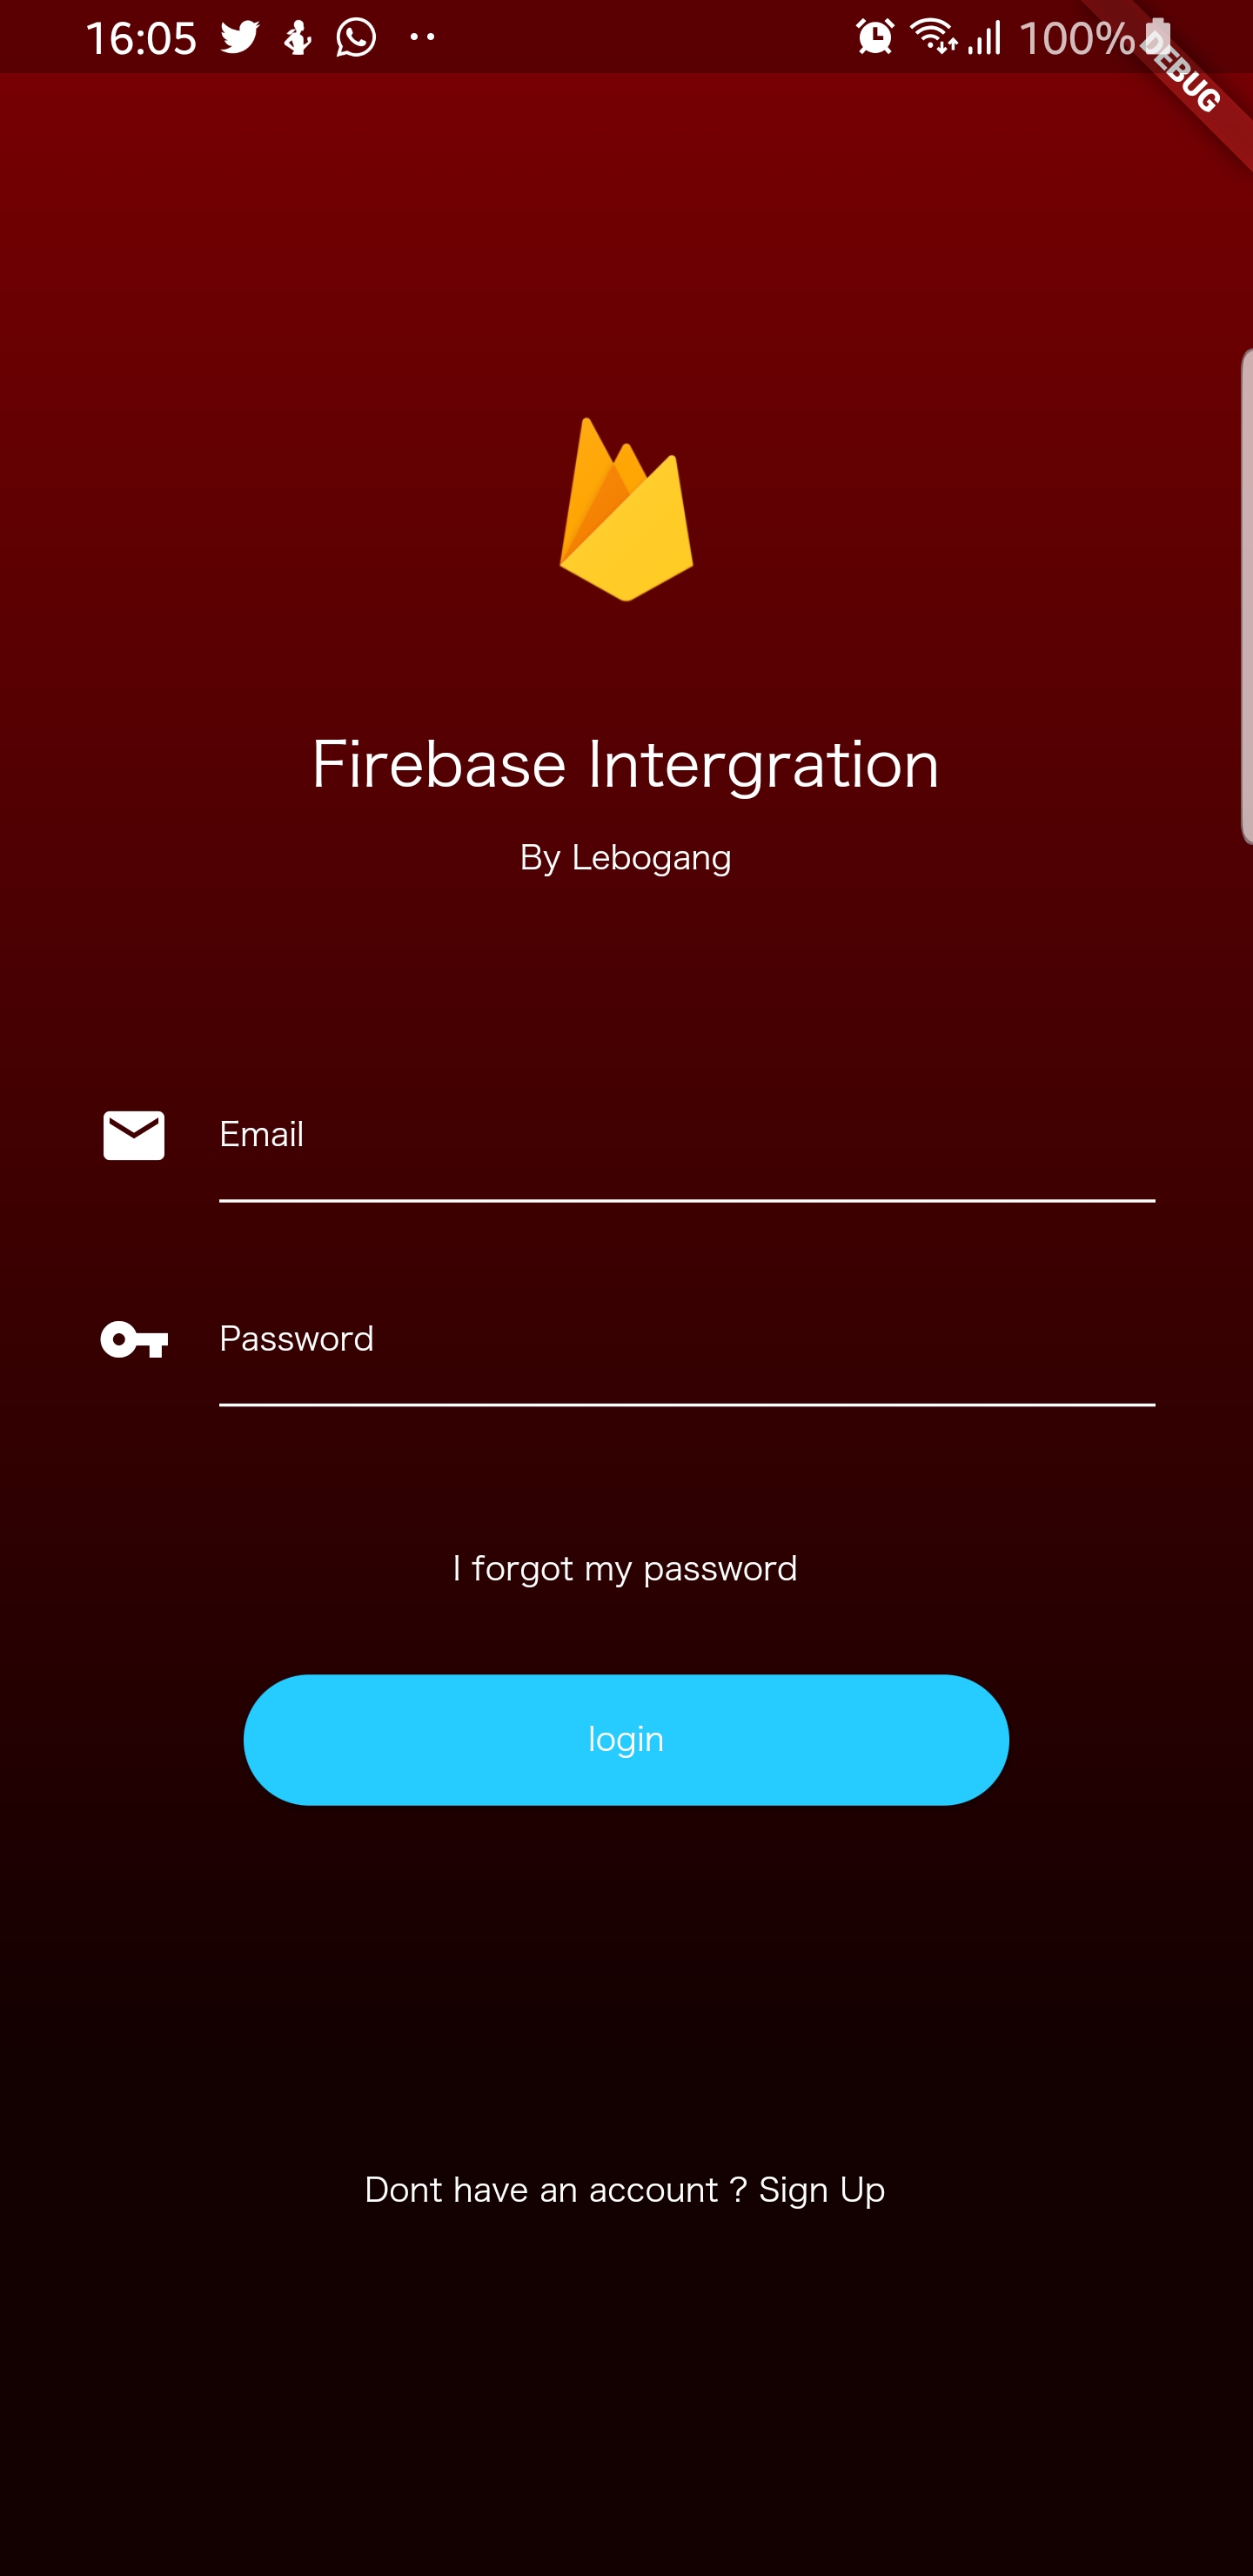 16:05 100%
DEBUG
Firebase Intergration
By Lebogang
Email
Password
I forgot my password
login
Dont have an account ? Sign Up